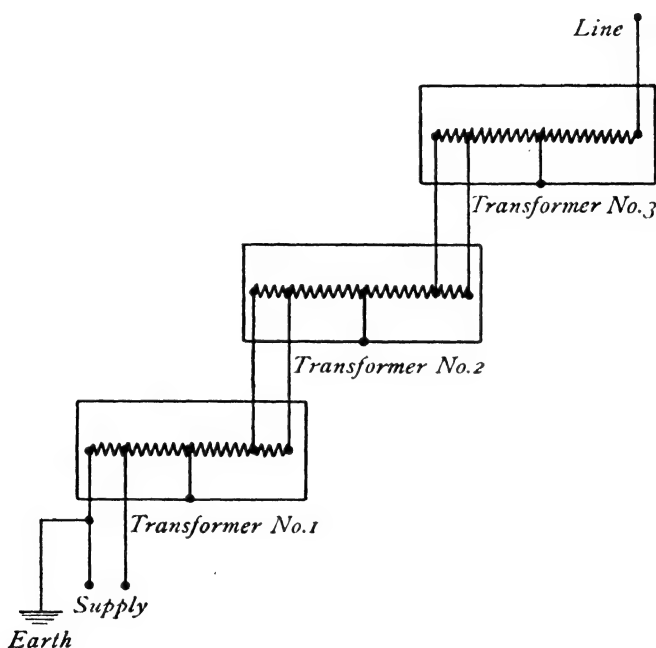 Line
Transformer No.3
Transformer No.2
Transformer No.1
Supply
Earth